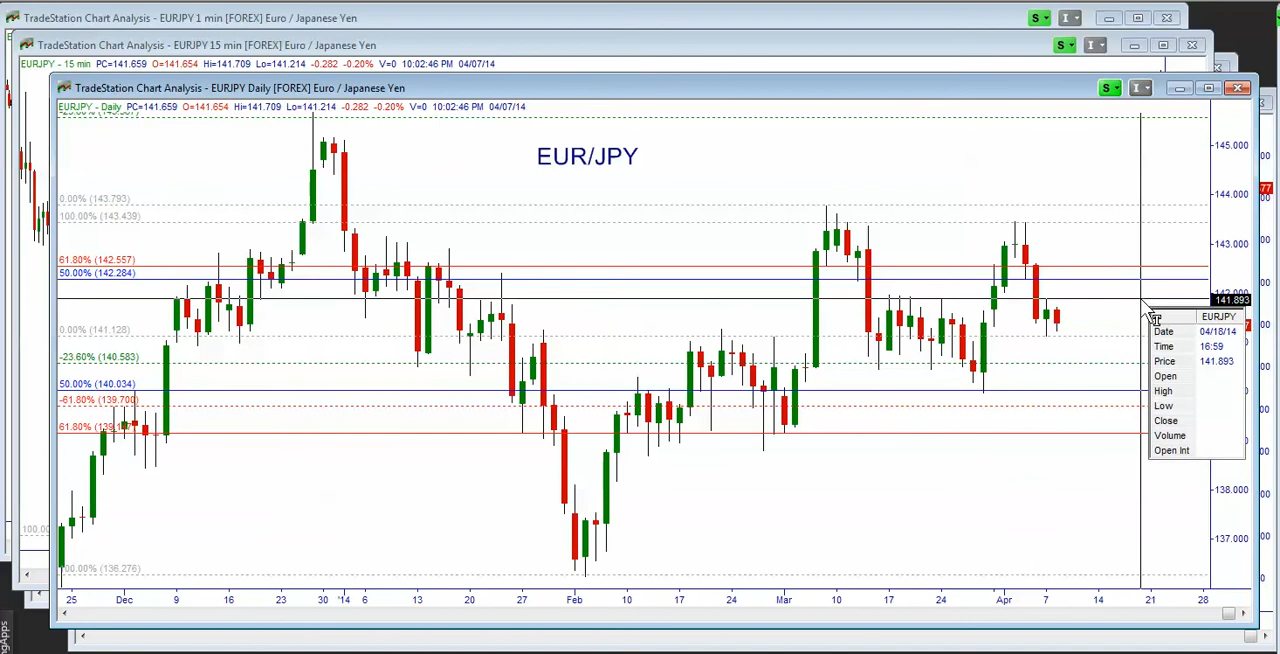 TradeStation Chart Analysis - EURJPY 1 min [FOREX] Euro / Japanese Yen
S
I
TradeStation Chart Analysis - EURJPY 15 min [FOREX] Euro / Japanese Yen
S
I
EURJPY - 15 min PC=141.659 O=141.654 Hi=141.709 Lo=141.214 -0.282 -0.20% V=0 10:02:46 PM 04/07/14
TradeStation Chart Analysis - EURJPY Daily [FOREX] Euro / Japanese Yen
S
I
EURJPY - Daily PC=141.659 O=141.654 Hi=141.709 Lo=141.214 -0.282 -0.20% V=0 10:02:46 PM 04/07/14
EUR/JPY
145.000
144.000
143.000
142.000
141.893
138.000
137.000
0.00% (143.793)
100.00% (143.439)
61.80% (142.557)
50.00% (142.284)
0.00% (141.128)
-23.60% (140.583)
50.00% (140.034)
-61.80% (139.700)
61.80%
100.00% (136.276)
EURJPY
Date 04/18/14
Time 16:59
Price 141.893
Open
High
Low
Close
Volume
Open Int
25 Dec 9 16 23 30 '14 6 13 20 27 Feb 10 17 24 Mar 10 17 24 Apr 7 14 21 28
77
100.00
ngApps